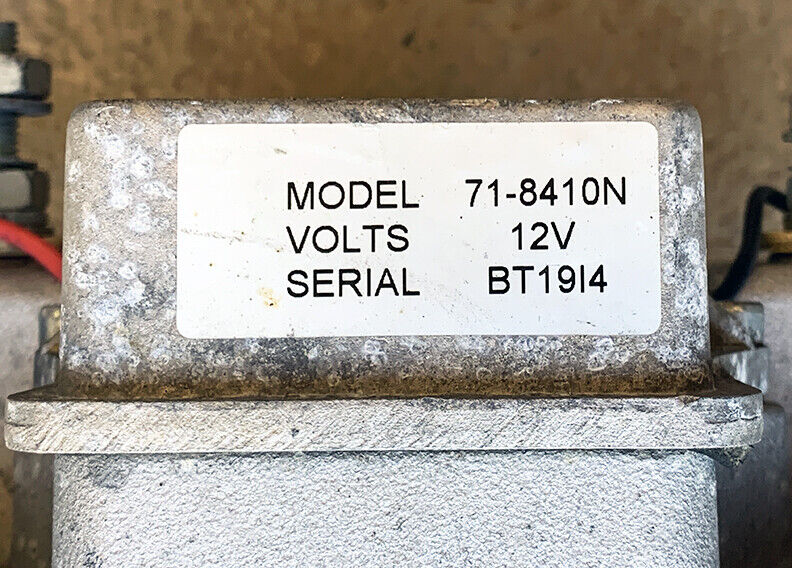 MODEL 71-8410N
VOLTS 12V
SERIAL BT19I4